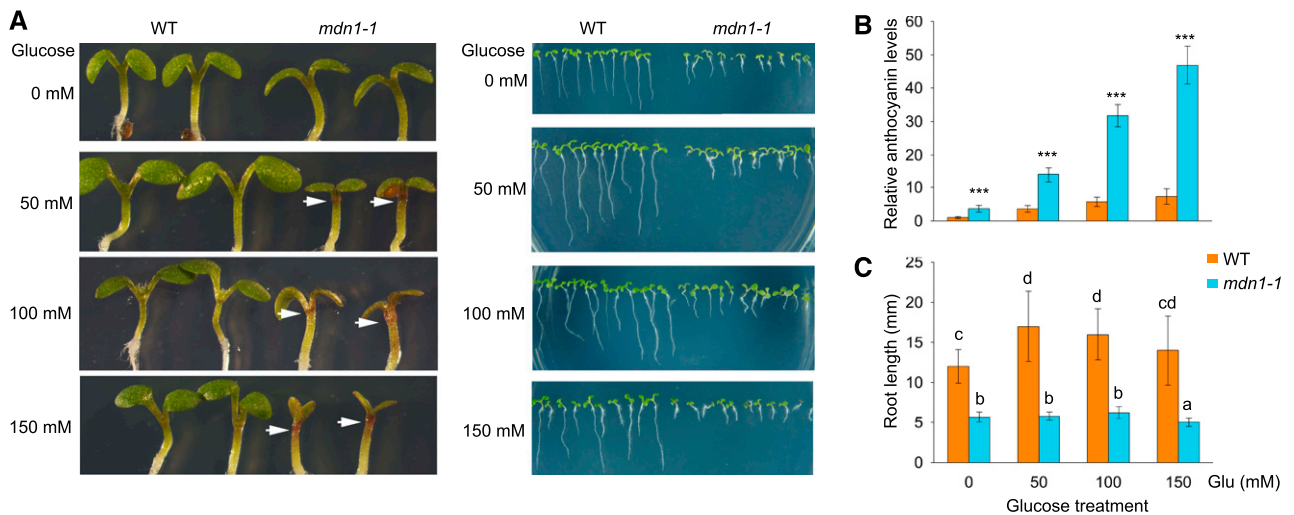 A
WT
mdn1-1
Glucose
0 mM
50 mM
100 mM
150 mM
WT
mdn1-1
Glucose
0 mM
50 mM
100 mM
150 mM
B
Relative anthocyanin levels
60
50
40
30
20
10
0
***
***
***
***
WT
mdn1-1
C
Root length (mm)
25
20
15
10
5
0
c
b
d
b
d
b
cd
a
0
50
100
150
Glu (mM)
Glucose treatment